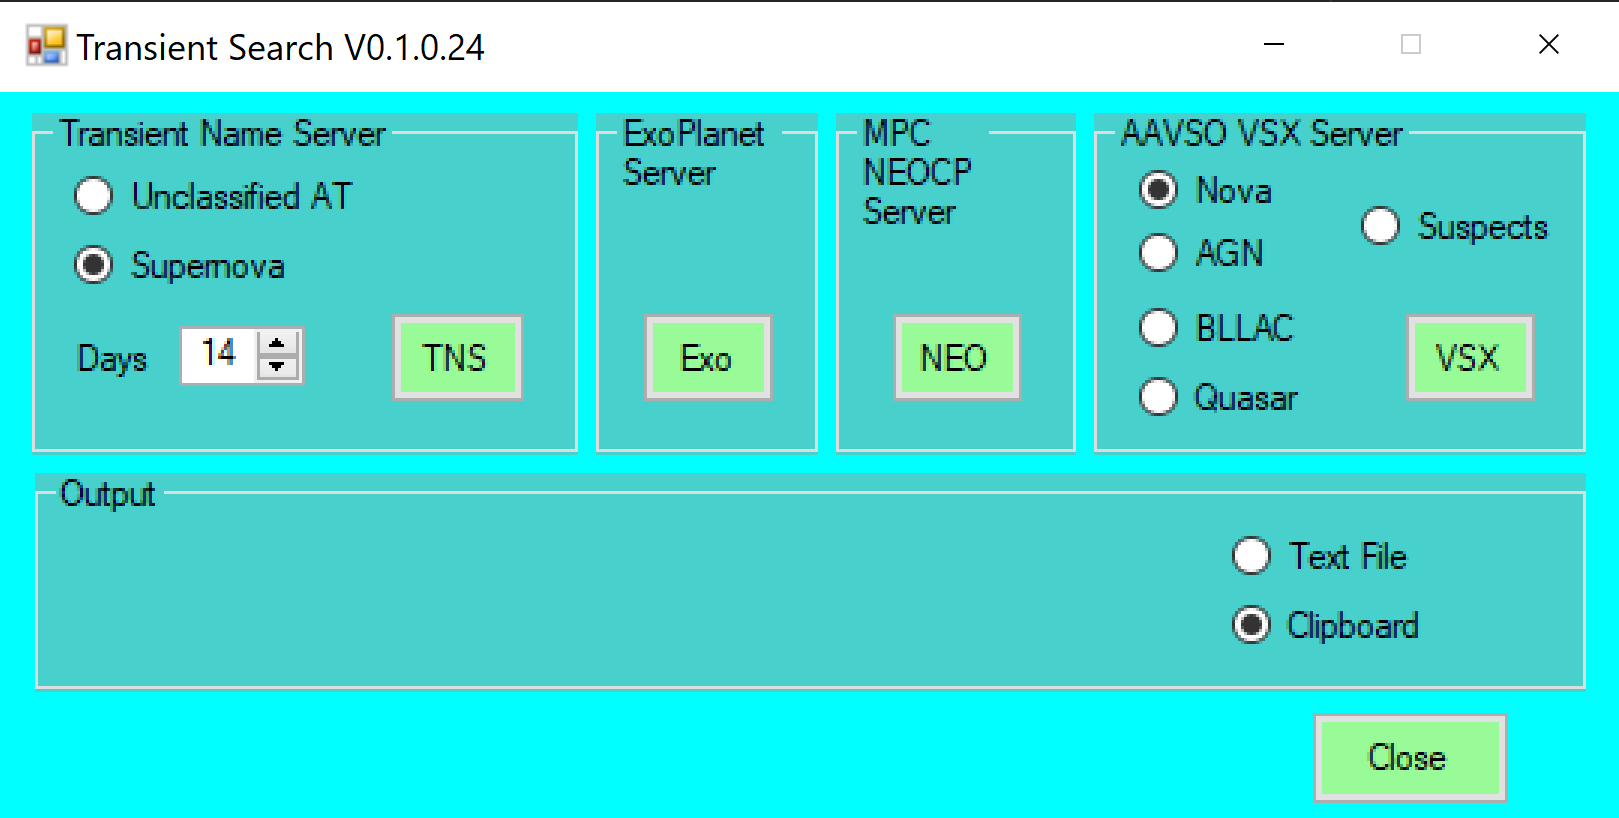 Transient Search V0.1.0.24
Transient Name Server
Unclassified AT
Supernova
Days
14
TNS
ExoPlanet
Server
Exo
MPC
NEOCP
Server
NEO
AAVSO VSX Server
Nova
Suspects
AGN
BLLAC
Quasar
VSX
Output
Text File
Clipboard
Close